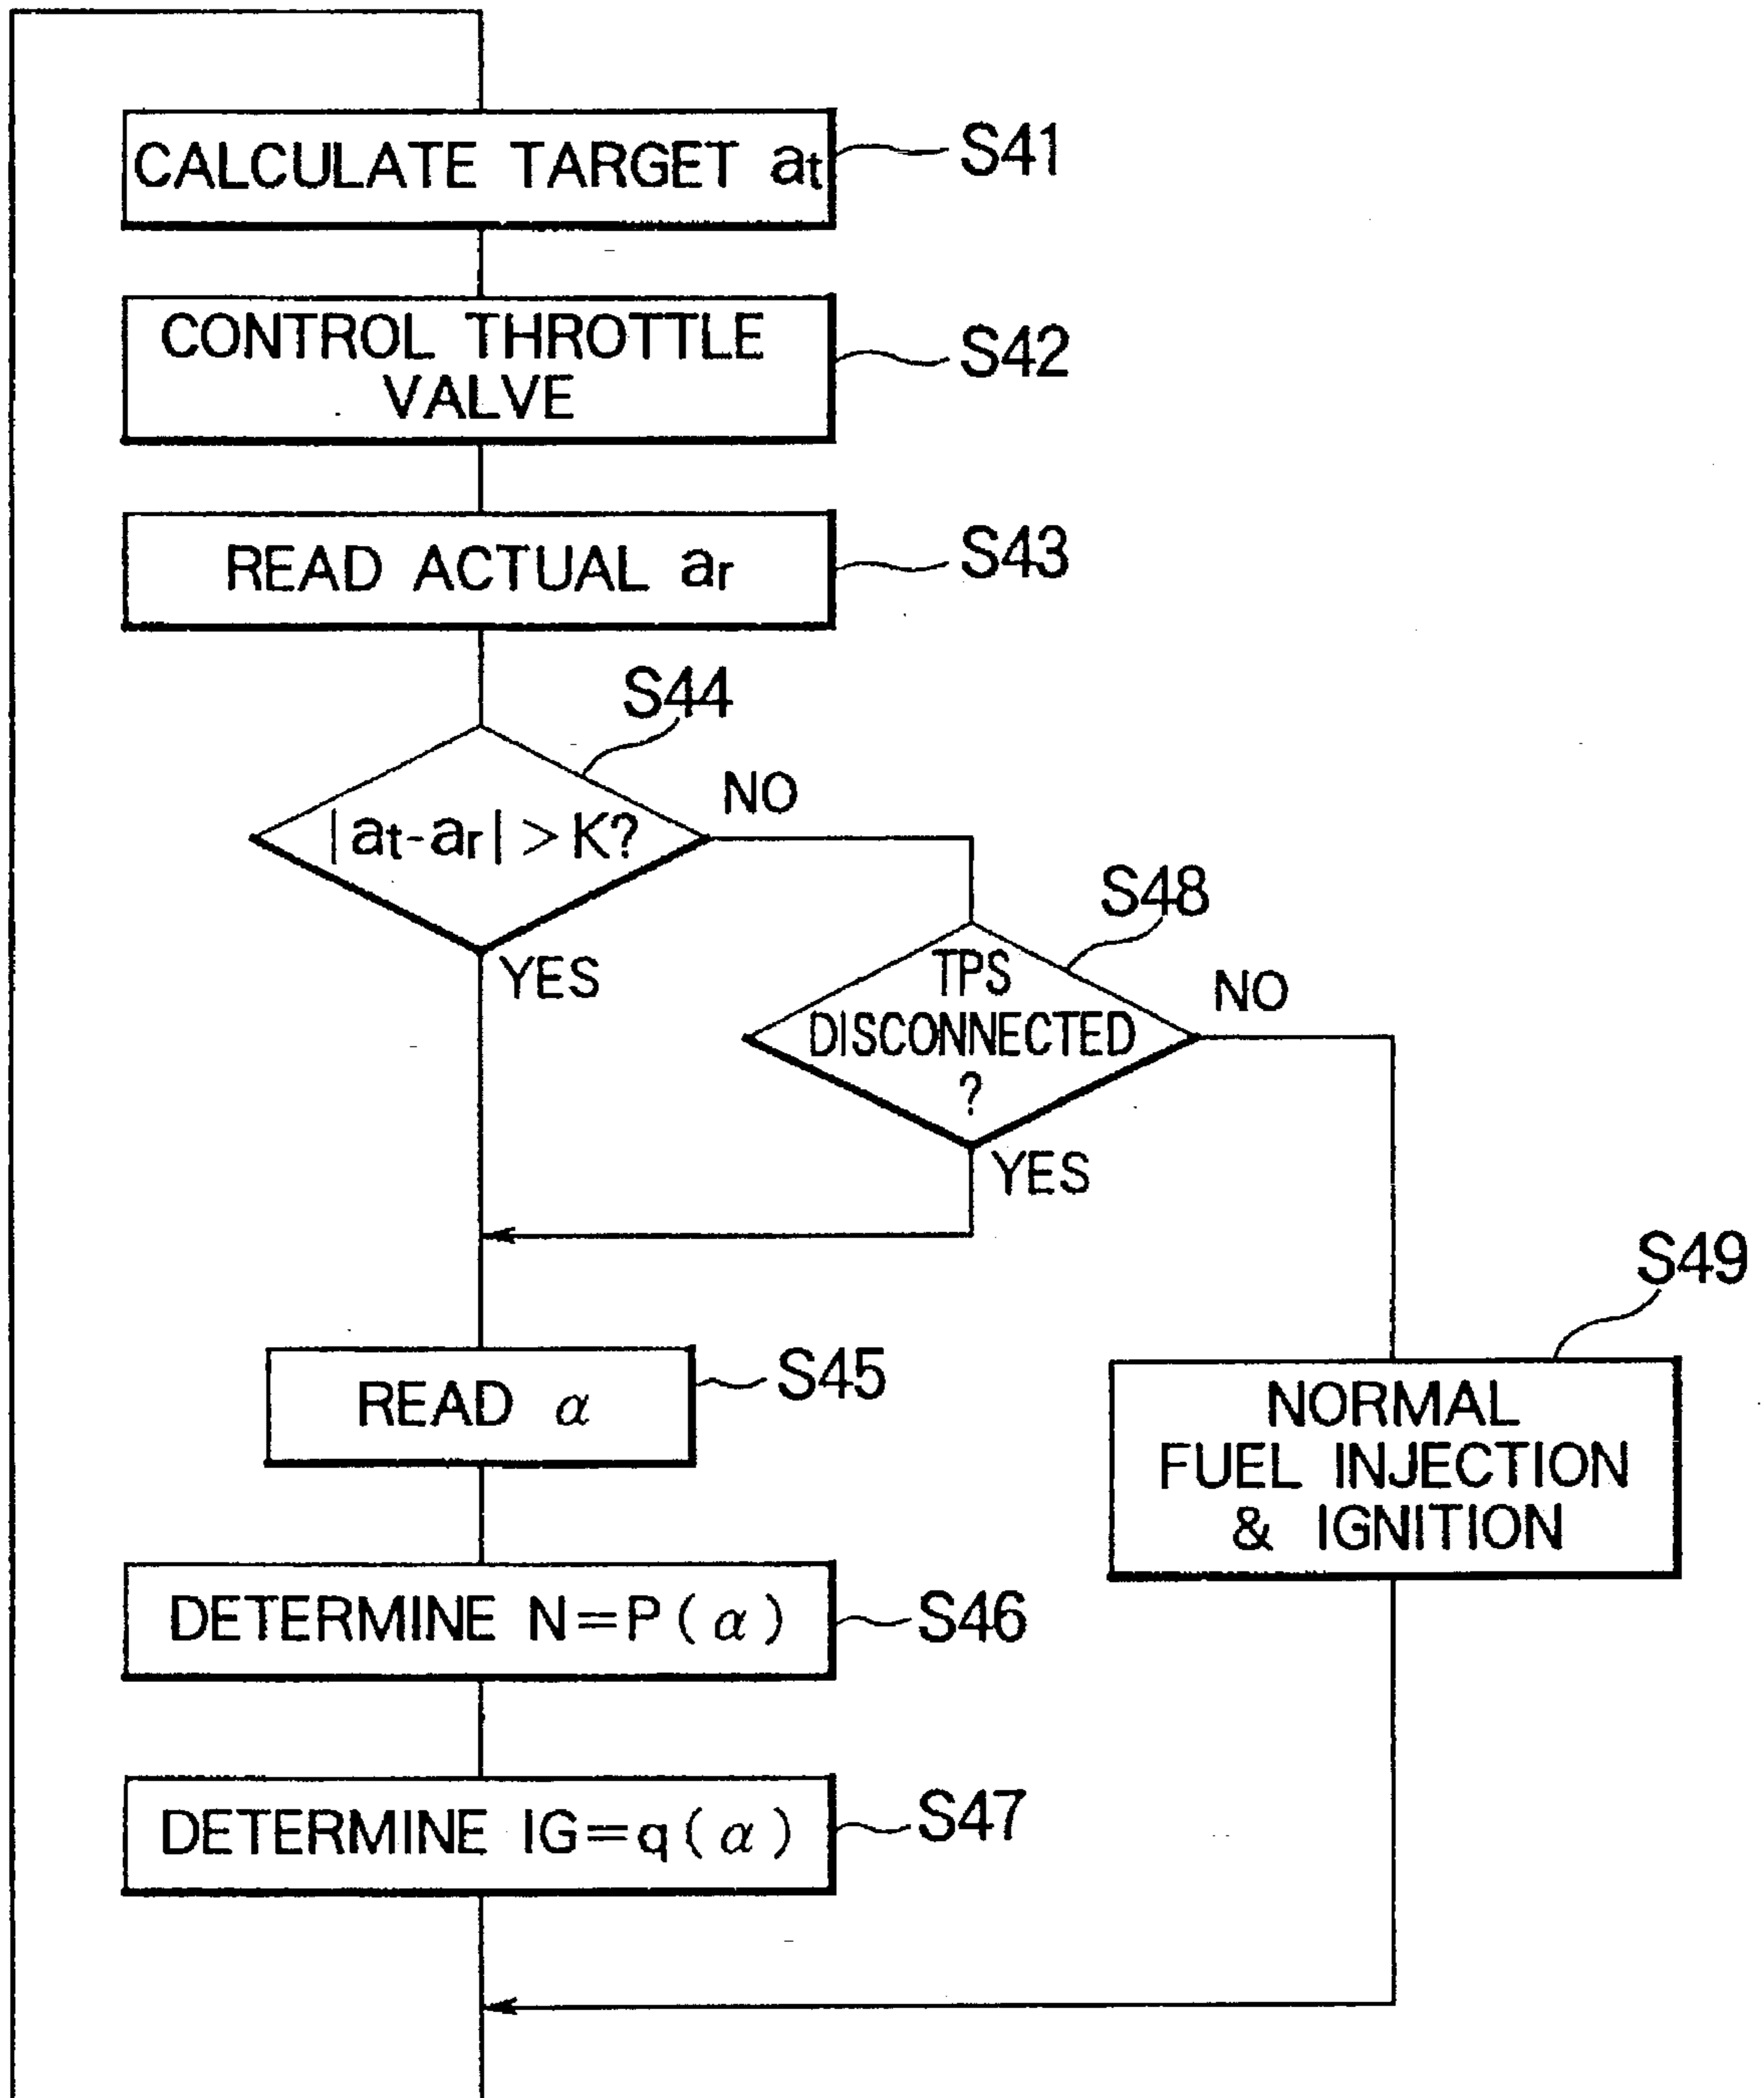 CALCULATE TARGET at
S41
CONTROL THROTTLE
VALVE
S42
READ ACTUAL ar
S43
S44
|at-ar|>K?
NO
YES
S48
TPS
DISCONNECTED
?
NO
YES
READ α
S45
S49
NORMAL
FUEL INJECTION
& IGNITION
DETERMINE N=P(α)
S46
DETERMINE IG=q(α)
S47